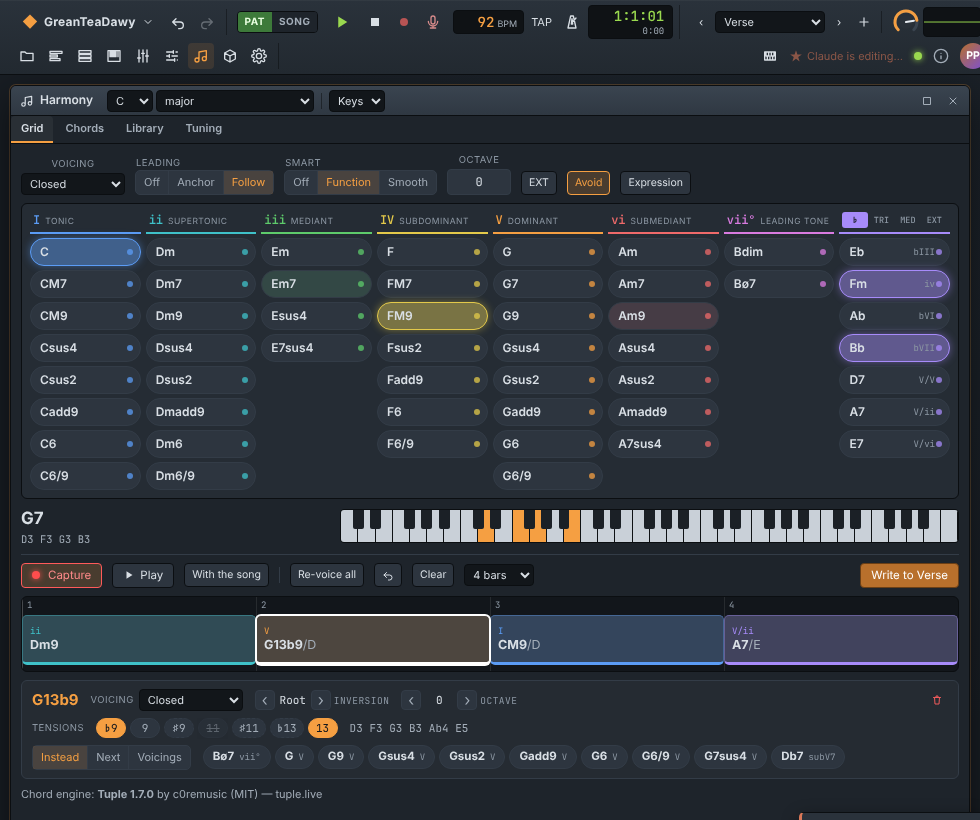 GreenTeaDawy PAT SONG 92 BPM TAP 1:1:01 0:00 Verse
Claude is editing... PP
Harmony C major Keys
Grid Chords Library Tuning
VOICING LEADING SMART OCTAVE
Closed Off Anchor Follow Off Function Smooth 0 EXT Avoid Expression
I TONIC ii SUPERTONIC iii MEDIANT IV SUBDOMINANT V DOMINANT vi SUBMEDIANT vii° LEADING TONE ♭ TRI MED EXT
C Dm Em F G Am Bdim Eb bIII
CM7 Dm7 Em7 FM7 G7 Am7 Bø7 Fm iv
CM9 Dm9 Esus4 FM9 G9 Am9 Ab bVI
Csus4 Dsus4 E7sus4 Fsus2 Gsus4 Asus4 Bb bVII
Csus2 Dsus2 Fadd9 Gsus2 Asus2 D7 V/V
Cadd9 Dmadd9 F6 Gadd9 Amadd9 A7 V/ii
C6 Dm6 F6/9 G6 A7sus4 E7 V/vi
C6/9 Dm6/9 G6/9
G7
D3 F3 G3 B3
Capture Play With the song Re-voice all Clear 4 bars Write to Verse
1 2 3 4
ii V I V/ii
Dm9 G13b9/D CM9/D A7/E
G13b9 VOICING Closed Root INVERSION 0 OCTAVE
TENSIONS ♭9 9 ♯9 11 ♯11 ♭13 13 D3 F3 G3 B3 Ab4 E5
Instead Next Voicings Bø7 vii° G V G9 V Gsus4 V Gsus2 V Gadd9 V G6 V G6/9 V G7sus4 V Db7 subV7
Chord engine: Tuple 1.7.0 by c0remusic (MIT) — tuple.live